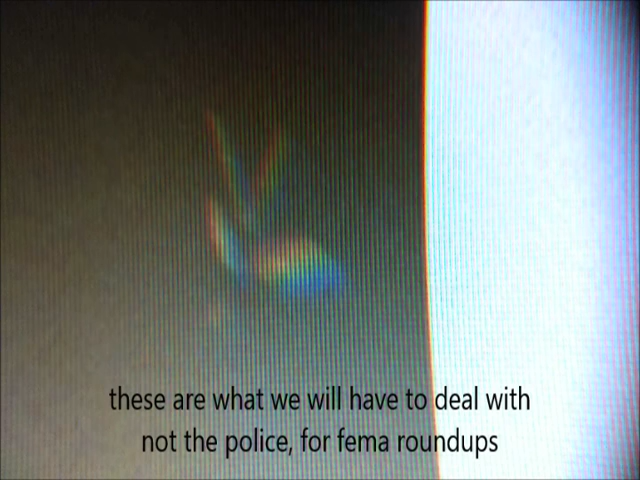 these are what we will have to deal with
not the police, for fema roundups